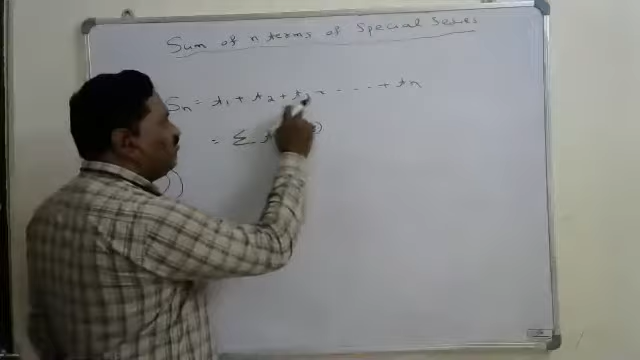 Sum of n terms of Special Series
Sn = t1 + t2 + t3 - .... + tn
= Σ t